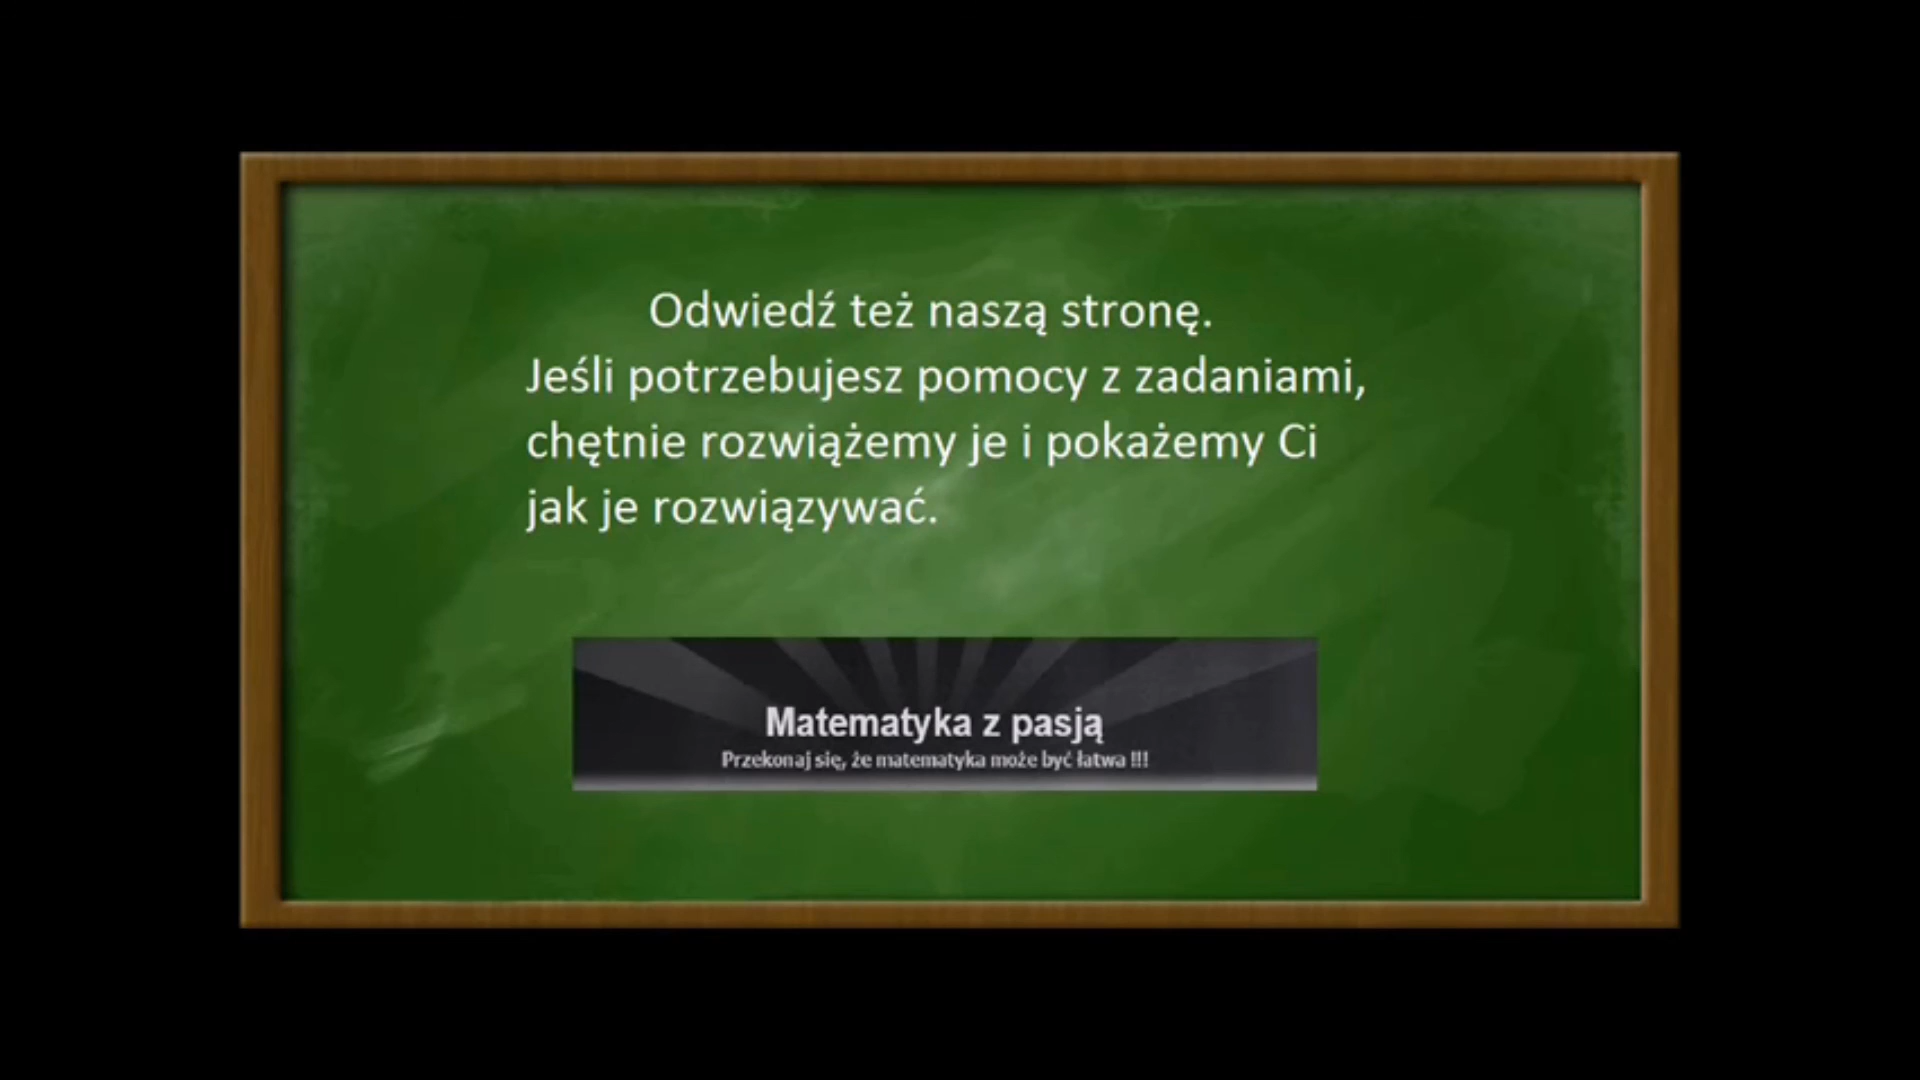 Odwiedź też naszą stronę.
Jeśli potrzebujesz pomocy z zadaniami,
chętnie rozwiążemy je i pokażemy Ci
jak je rozwiązywać.
Matematyka z pasją
Przekonaj się, że matematyka może być łatwa !!!